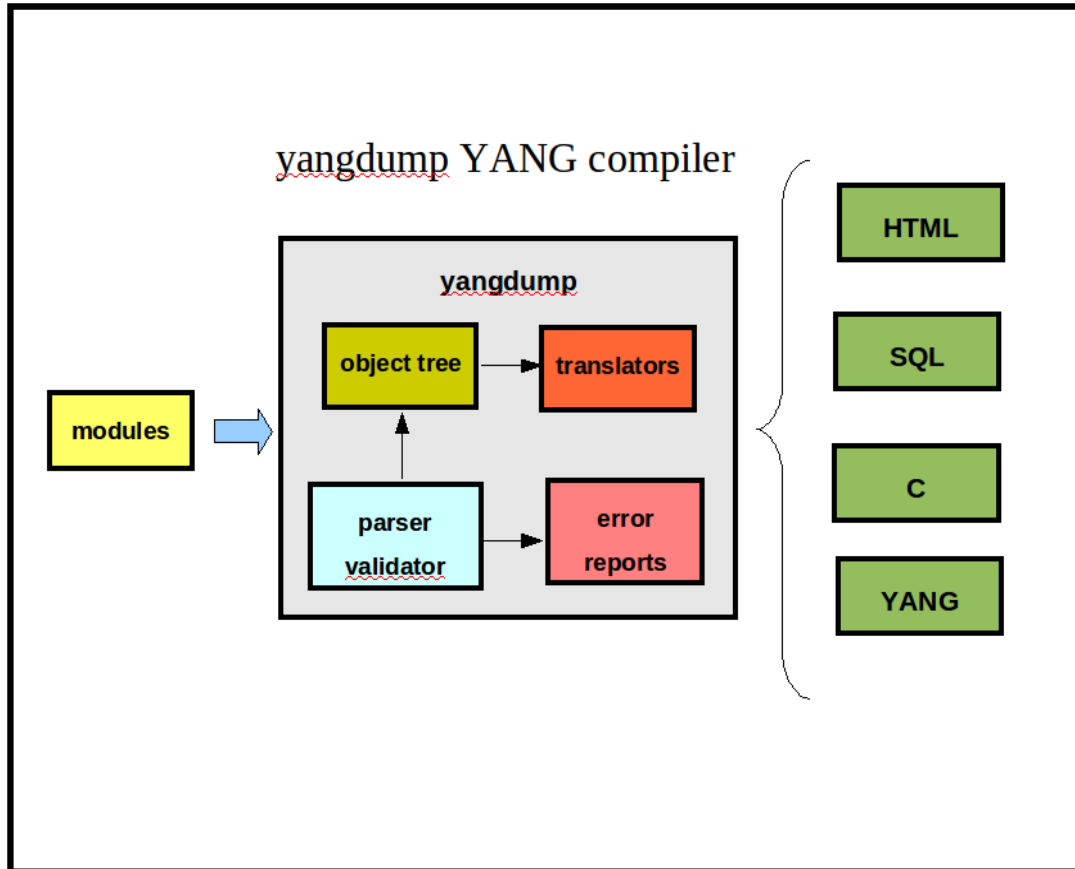 yangdump YANG compiler
yangdump
object tree
translators
modules
parser
validator
error
reports
HTML
SQL
C
YANG